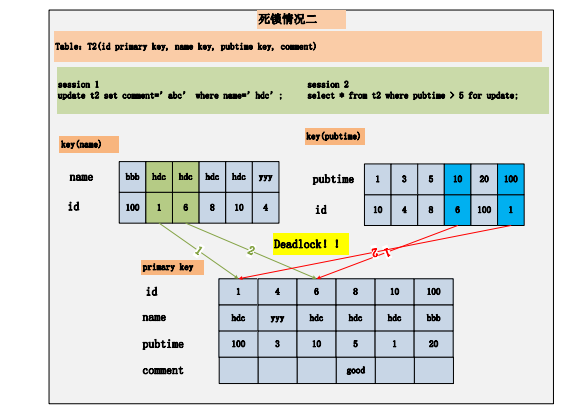 死锁情况二
Table: T2(id primary key, name key, pubtime key, comment)
session 1
update t2 set comment='abc' where name='hdc';
session 2
select * from t2 where pubtime > 5 for update;
key(name)
name bbb hdc hdc hdc hdc yyy
id 100 1 6 8 10 4
key(pubtime)
pubtime 1 3 5 10 20 100
id 10 4 8 6 100 1
1 2
Deadlock!!
1 2
primary key
id 1 4 6 8 10 100
name hdc yyy hdc hdc hdc bbb
pubtime 100 3 10 5 1 20
comment good